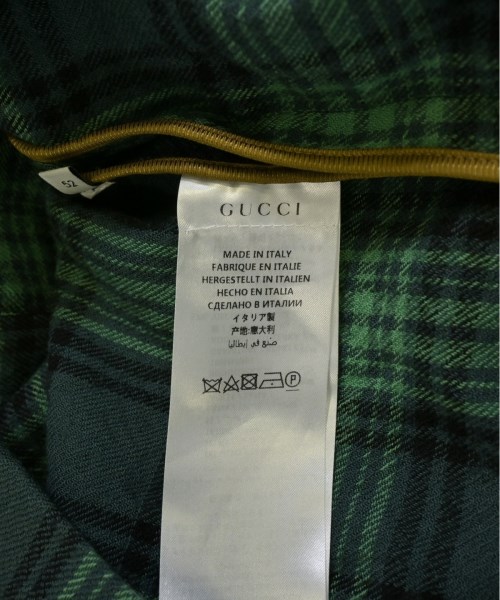 52
GUCCI
MADE IN ITALY
FABRIQUE EN ITALIE
HERGESTELLT IN ITALIEN
HECHO EN ITALIA
СДЕЛАНО В ИТАЛИИ
イタリア製
产地:意大利
صنع في إيطاليا
P